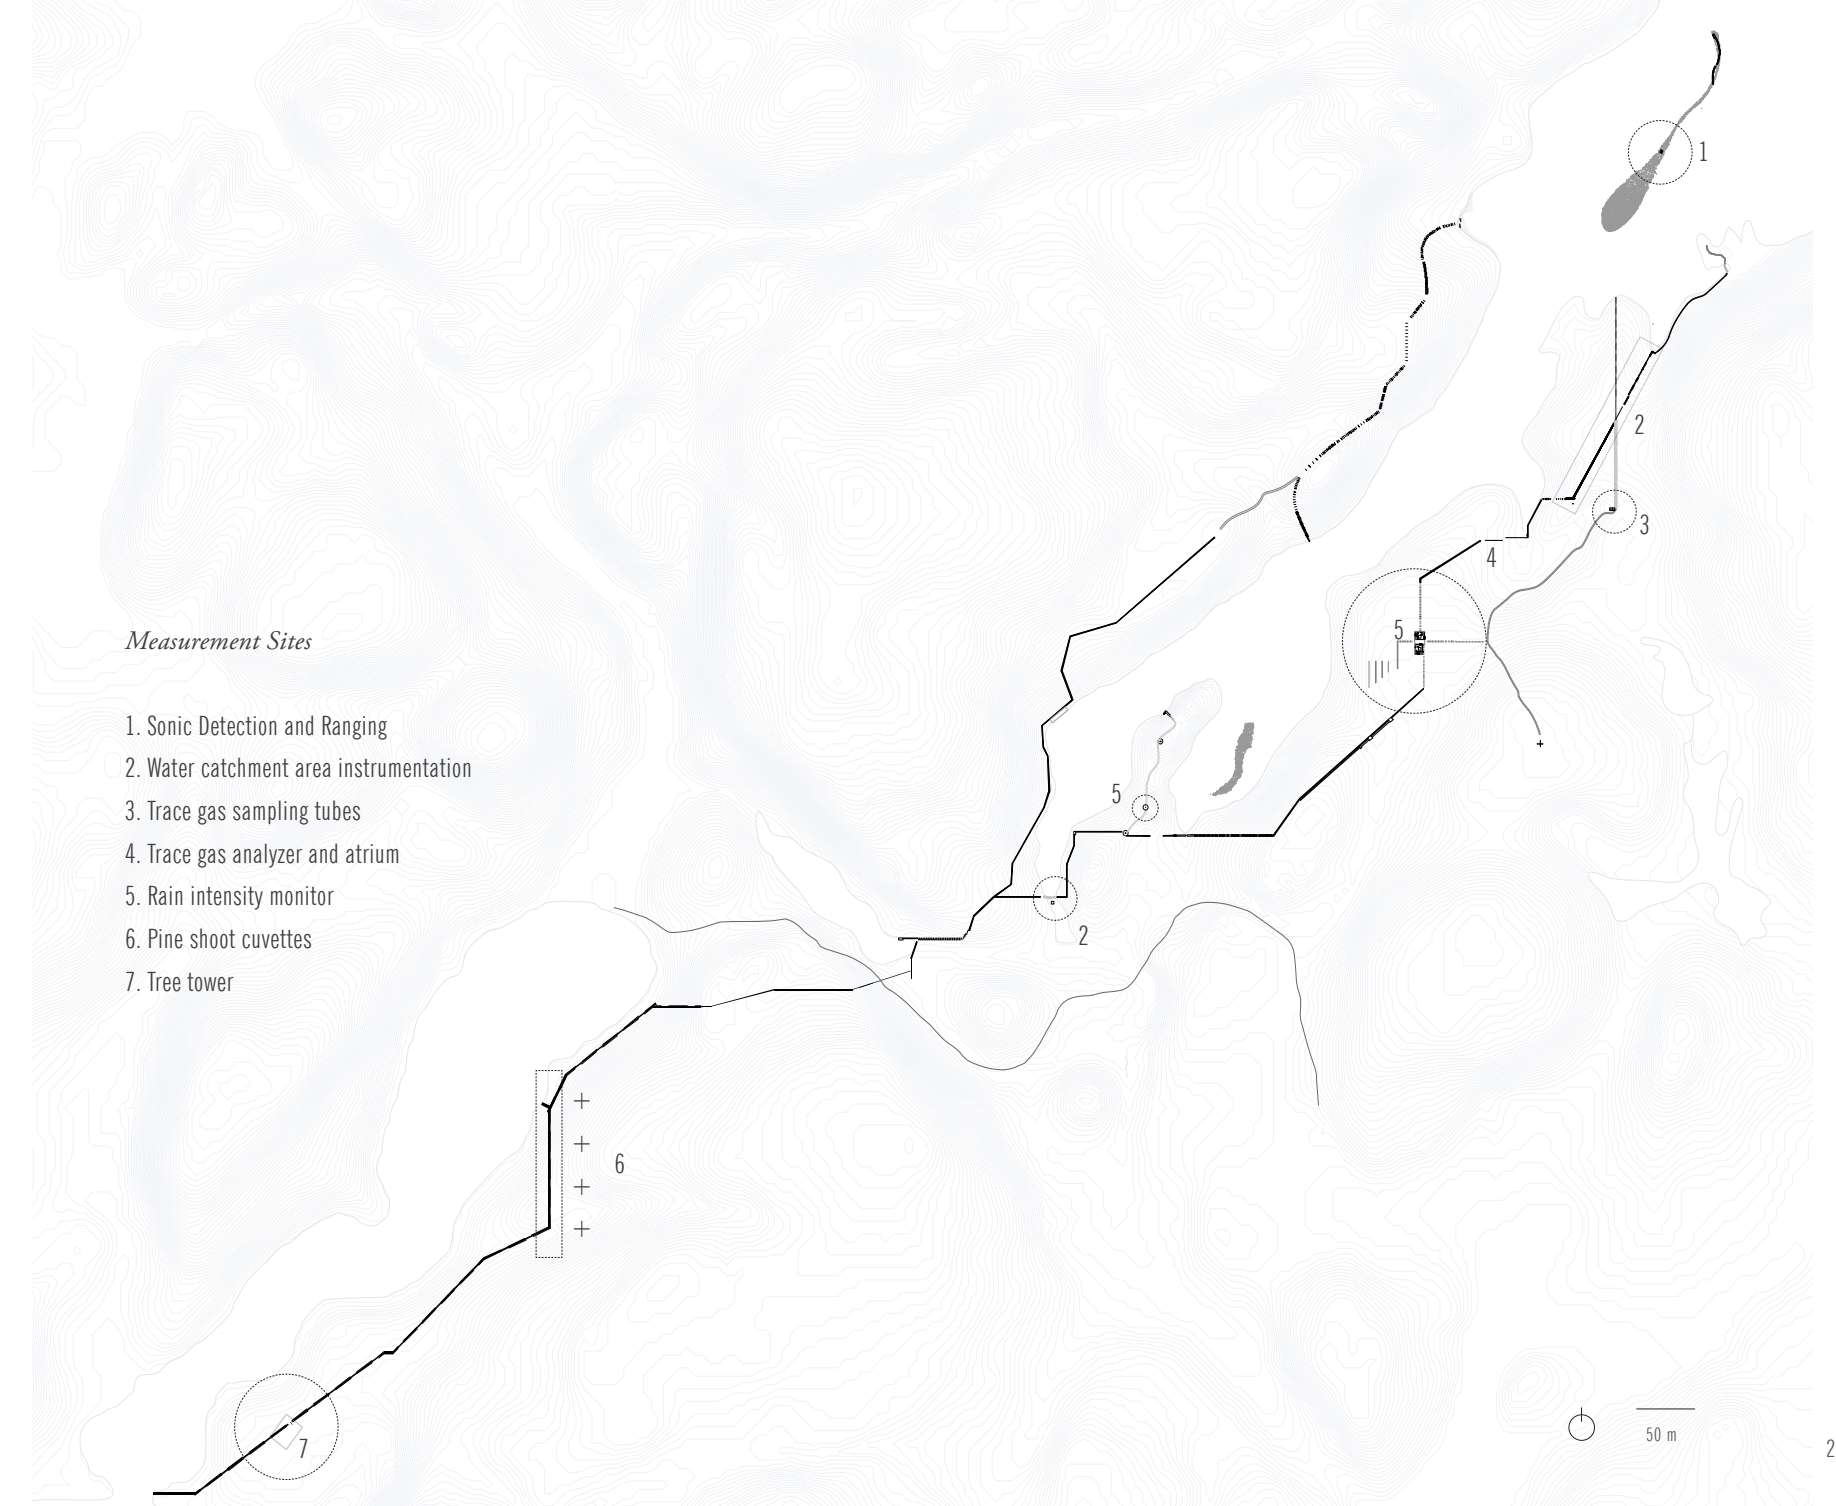 1
2
3
4
5
Measurement Sites
1. Sonic Detection and Ranging
2. Water catchment area instrumentation
3. Trace gas sampling tubes
4. Trace gas analyzer and atrium
5. Rain intensity monitor
6. Pine shoot cuvettes
7. Tree tower
5
2
6
7
50 m
2